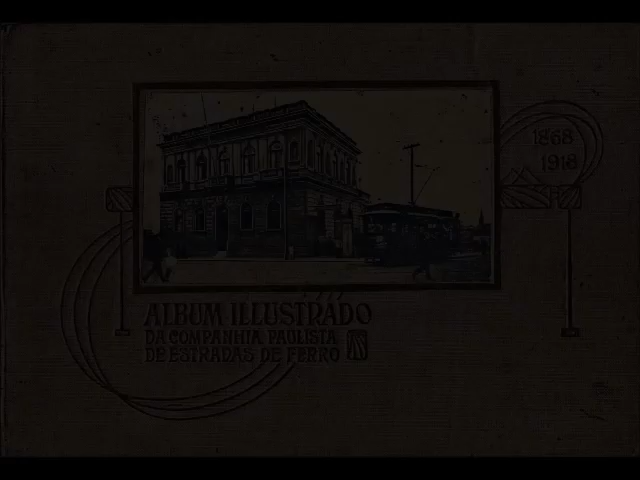 1868
1918
ALBUM ILLUSTRADO
DA COMPANHIA PAULISTA
DE ESTRADAS DE FERRO